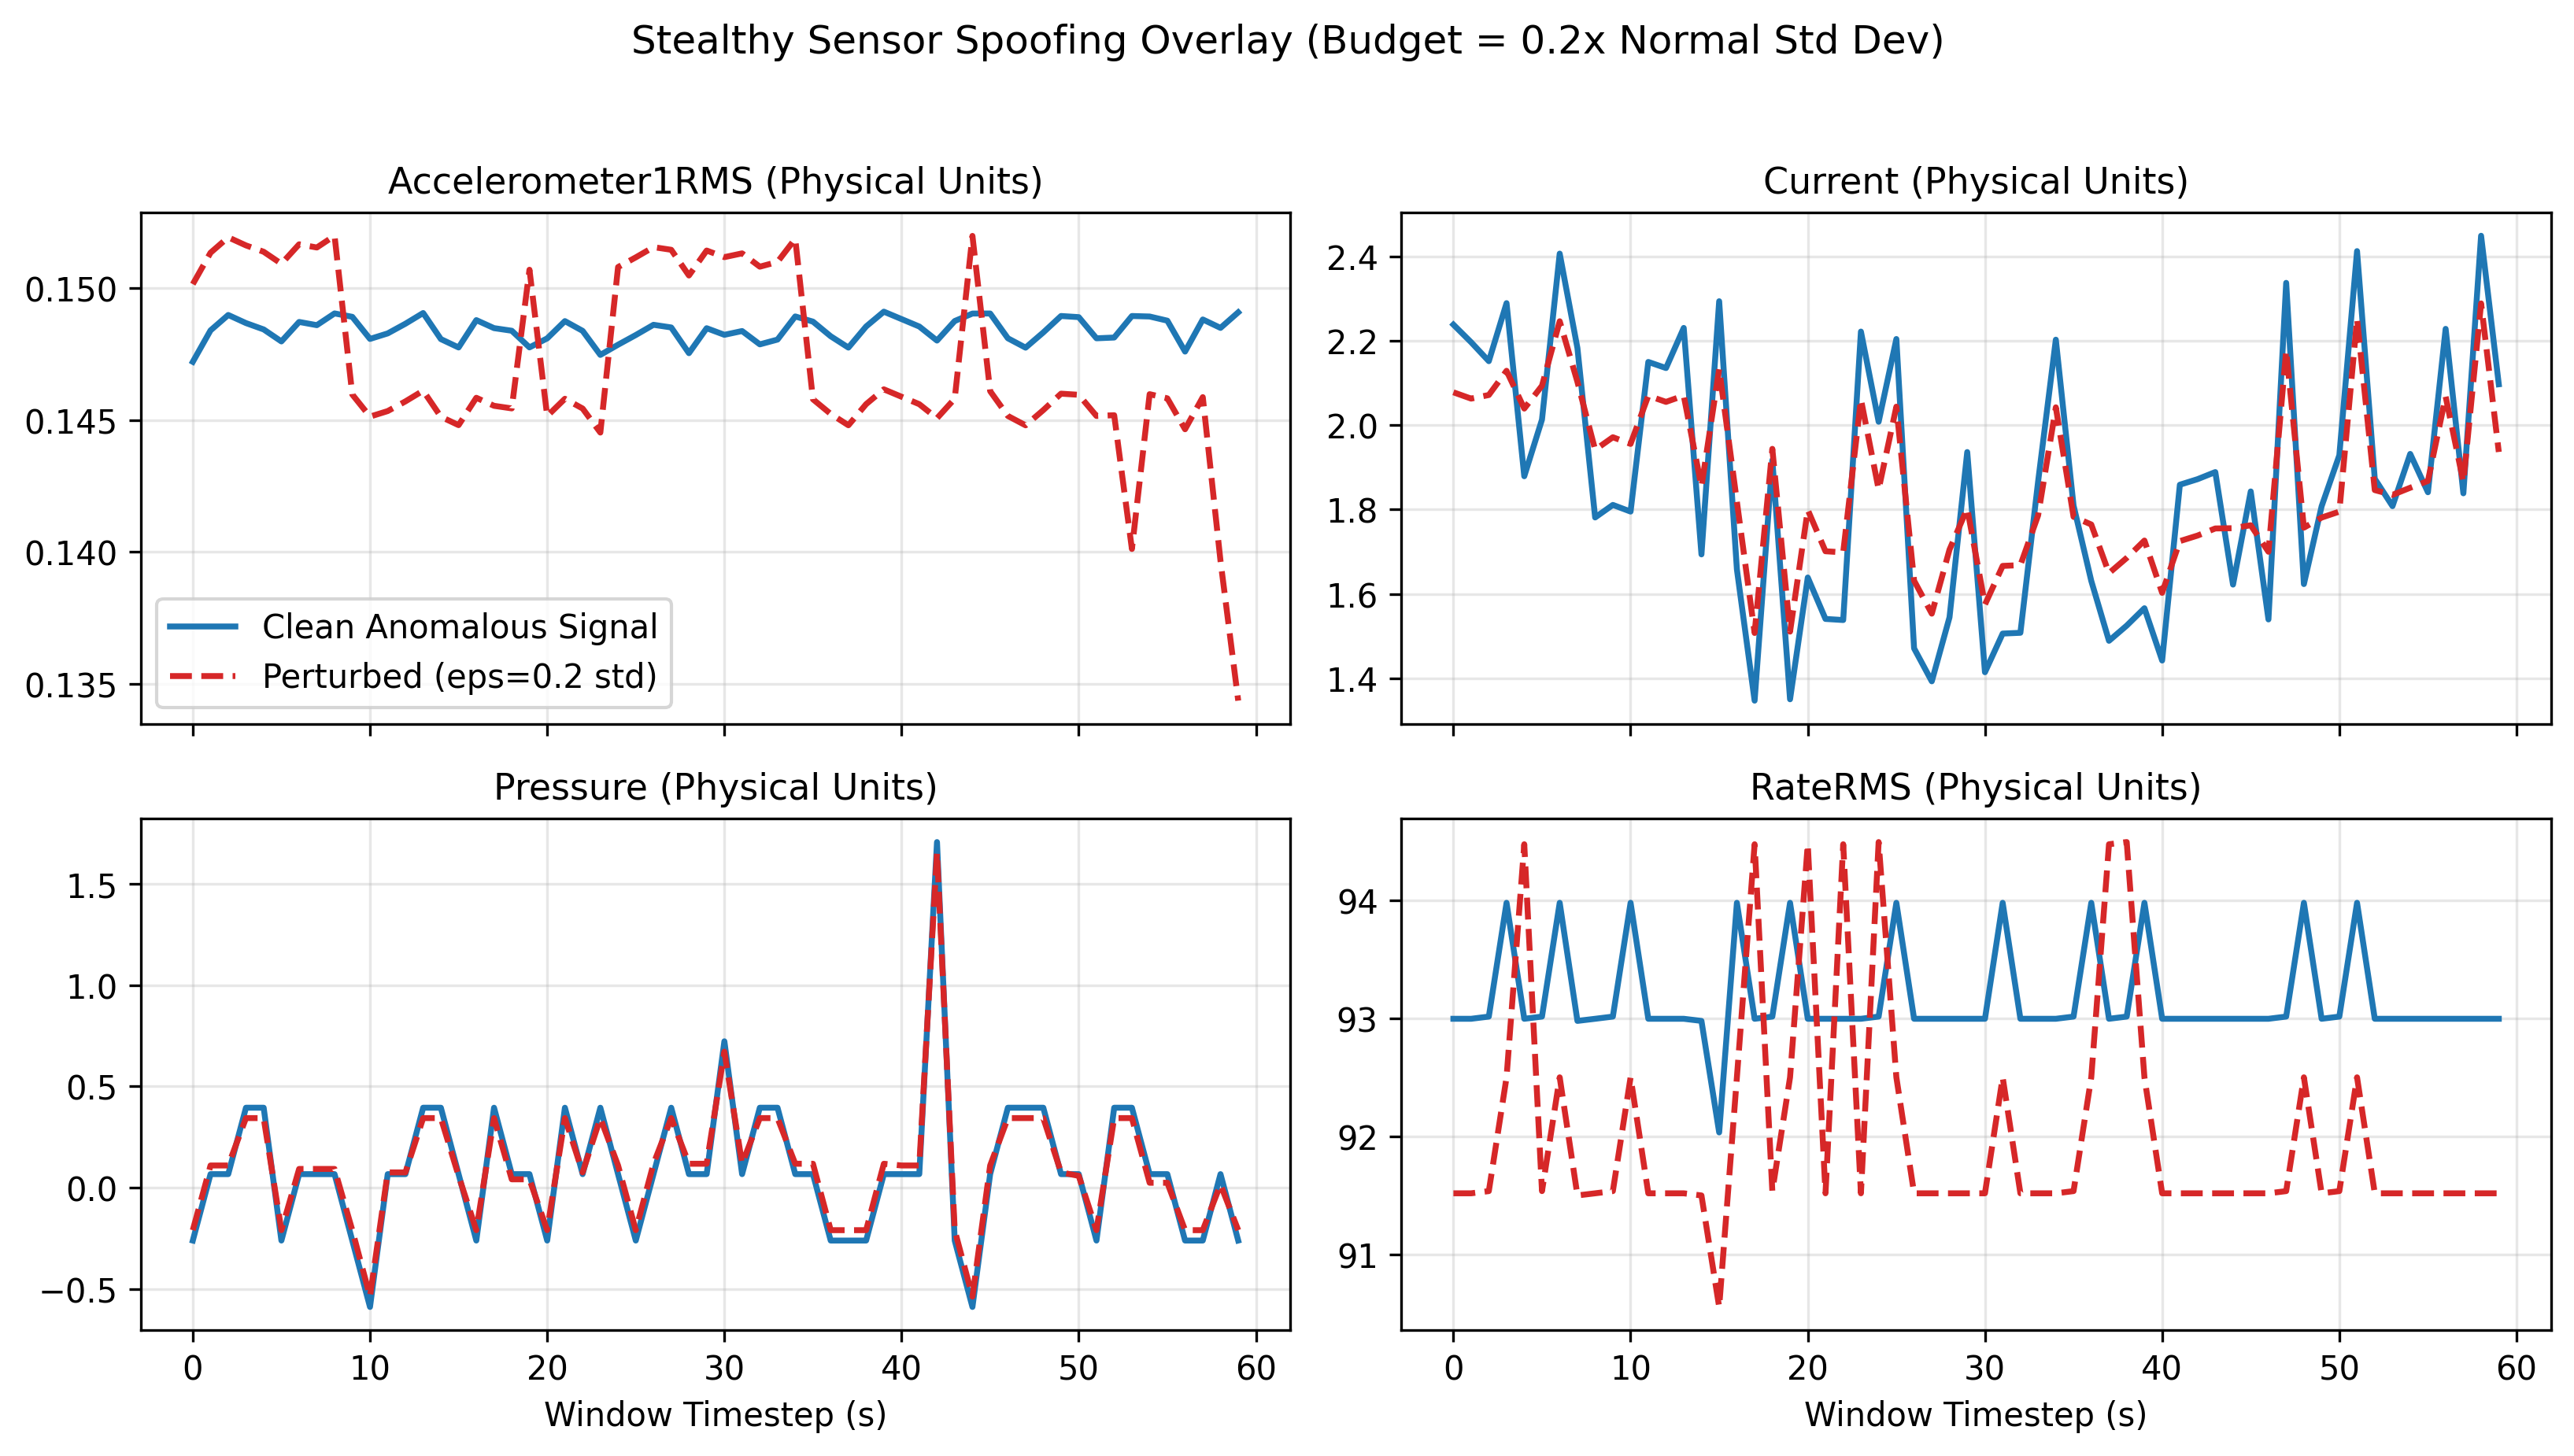 Stealthy Sensor Spoofing Overlay (Budget = 0.2x Normal Std Dev)
Accelerometer1RMS (Physical Units)
0.150
0.145
0.140
0.135
Clean Anomalous Signal
Perturbed (eps=0.2 std)
Current (Physical Units)
2.4
2.2
2.0
1.8
1.6
1.4
Pressure (Physical Units)
1.5
1.0
0.5
0.0
−0.5
0 10 20 30 40 50 60
Window Timestep (s)
RateRMS (Physical Units)
94
93
92
91
0 10 20 30 40 50 60
Window Timestep (s)